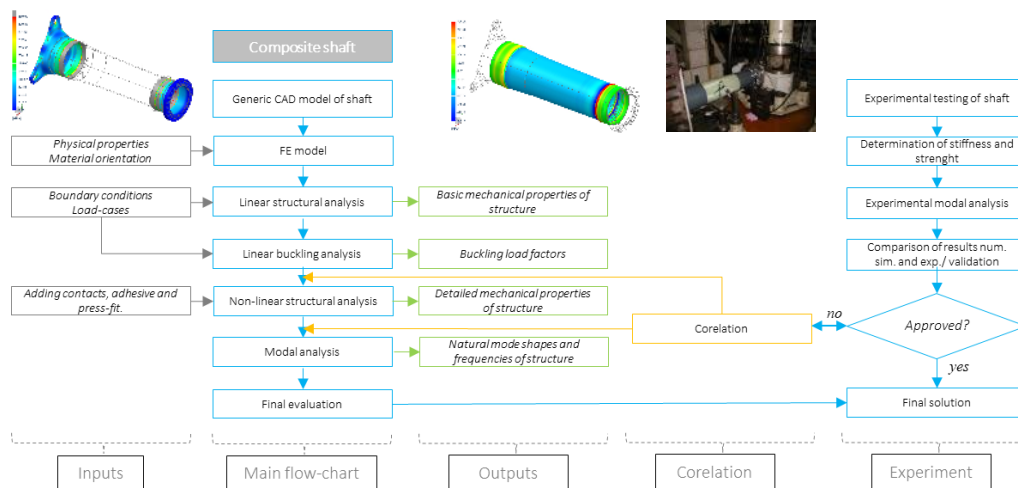 Composite shaft
Generic CAD model of shaft
Experimental testing of shaft
Physical properties
Material orientation
FE model
Determination of stiffness and
strenght
Boundary conditions
Load-cases
Linear structural analysis
Basic mechanical properties of
structure
Experimental modal analysis
Linear buckling analysis
Buckling load factors
Comparison of results num.
sim. and exp./ validation
Adding contacts, adhesive and
press-fit.
Non-linear structural analysis
Detailed mechanical properties
of structure
Corelation
no
Approved?
Modal analysis
Natural mode shapes and
frequencies of structure
yes
Final evaluation
Final solution
Inputs
Main flow-chart
Outputs
Corelation
Experiment